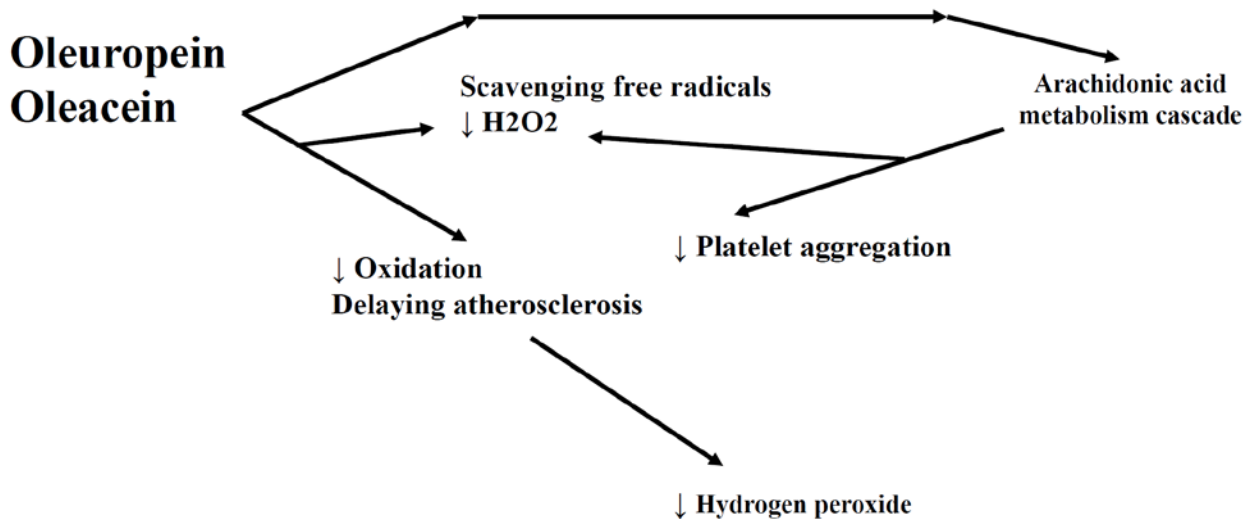 Oleuropein
Oleacein
Scavenging free radicals
↓ H2O2
Arachidonic acid
metabolism cascade
↓ Platelet aggregation
↓ Oxidation
Delaying atherosclerosis
↓ Hydrogen peroxide